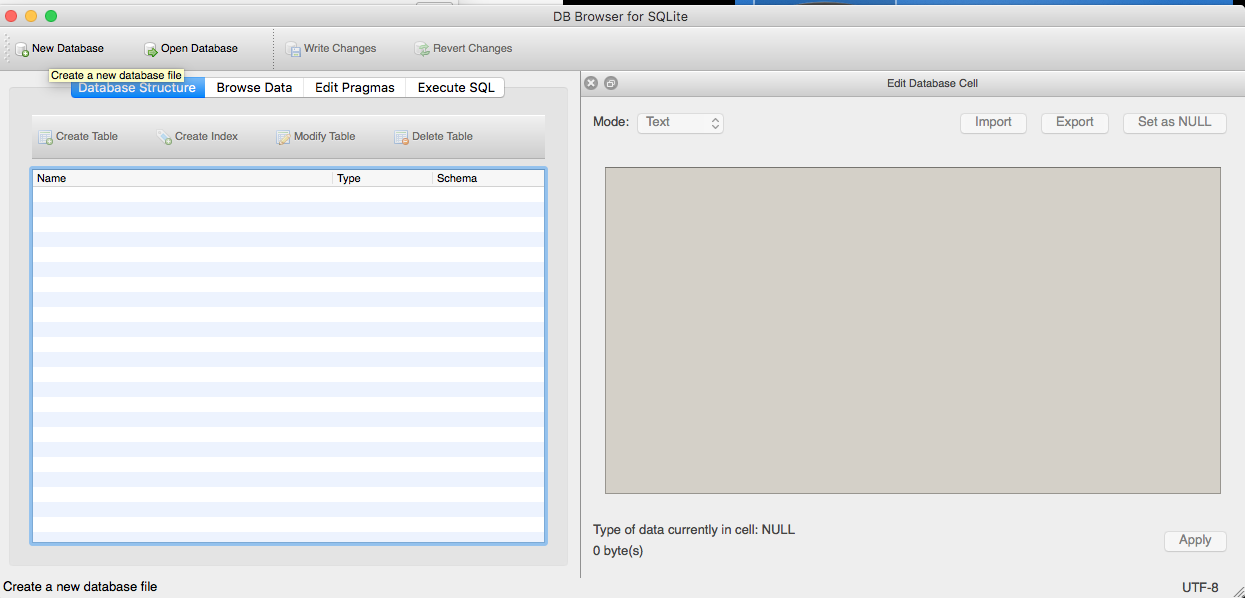 DB Browser for SQLite
New Database Open Database Write Changes Revert Changes
Create a new database file
Database Structure Browse Data Edit Pragmas Execute SQL
Edit Database Cell
Create Table Create Index Modify Table Delete Table
Name Type Schema
Mode: Text Import Export Set as NULL
Type of data currently in cell: NULL
0 byte(s)
Apply
Create a new database file
UTF-8